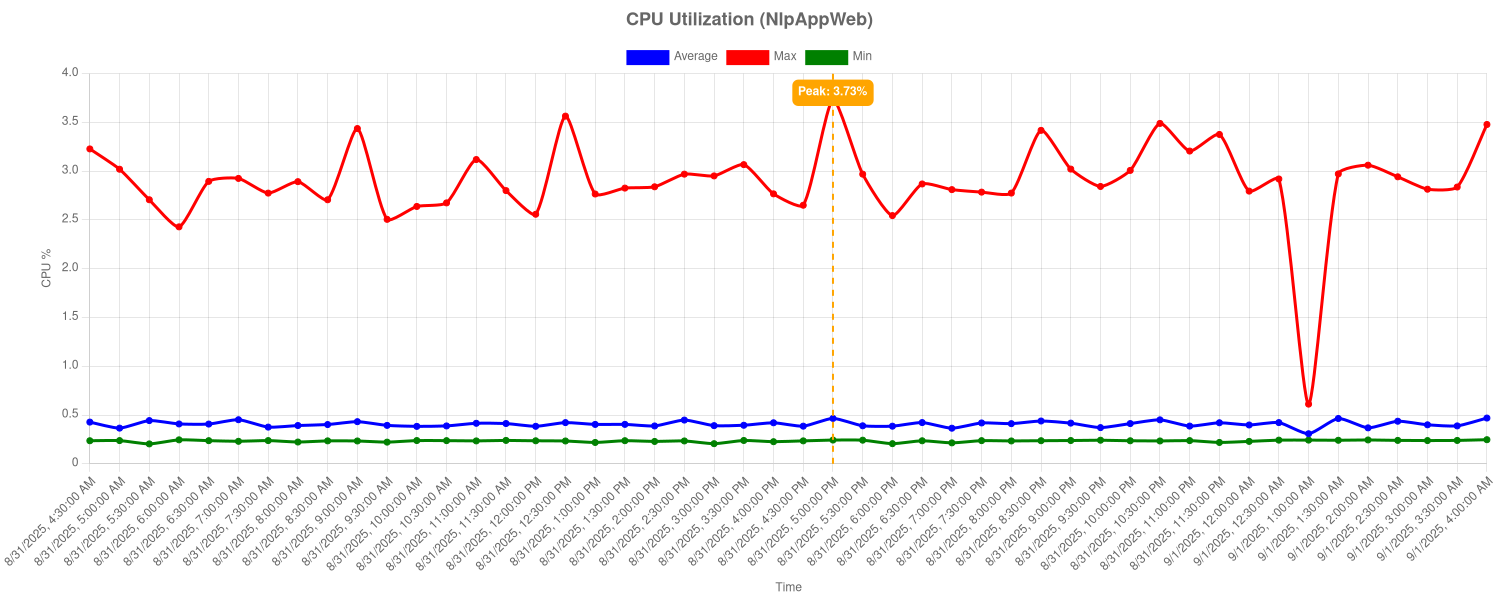 CPU Utilization (NlpAppWeb)
Average Max Min
Peak: 3.73%
4.0
3.5
3.0
2.5
2.0
1.5
1.0
0.5
0
CPU %
8/31/2025, 4:30:00 AM
8/31/2025, 5:00:00 AM
8/31/2025, 5:30:00 AM
8/31/2025, 6:00:00 AM
8/31/2025, 6:30:00 AM
8/31/2025, 7:00:00 AM
8/31/2025, 7:30:00 AM
8/31/2025, 8:00:00 AM
8/31/2025, 8:30:00 AM
8/31/2025, 9:00:00 AM
8/31/2025, 9:30:00 AM
8/31/2025, 10:00:00 AM
8/31/2025, 10:30:00 AM
8/31/2025, 11:00:00 AM
8/31/2025, 11:30:00 AM
8/31/2025, 12:00:00 PM
8/31/2025, 12:30:00 PM
8/31/2025, 1:00:00 PM
8/31/2025, 1:30:00 PM
8/31/2025, 2:00:00 PM
8/31/2025, 2:30:00 PM
8/31/2025, 3:00:00 PM
8/31/2025, 3:30:00 PM
8/31/2025, 4:00:00 PM
8/31/2025, 4:30:00 PM
8/31/2025, 5:00:00 PM
8/31/2025, 5:30:00 PM
8/31/2025, 6:00:00 PM
8/31/2025, 6:30:00 PM
8/31/2025, 7:00:00 PM
8/31/2025, 7:30:00 PM
8/31/2025, 8:00:00 PM
8/31/2025, 8:30:00 PM
8/31/2025, 9:00:00 PM
8/31/2025, 9:30:00 PM
8/31/2025, 10:00:00 PM
8/31/2025, 10:30:00 PM
8/31/2025, 11:00:00 PM
8/31/2025, 11:30:00 PM
9/1/2025, 12:00:00 AM
9/1/2025, 12:30:00 AM
9/1/2025, 1:00:00 AM
9/1/2025, 1:30:00 AM
9/1/2025, 2:00:00 AM
9/1/2025, 2:30:00 AM
9/1/2025, 3:00:00 AM
9/1/2025, 3:30:00 AM
9/1/2025, 4:00:00 AM
Time